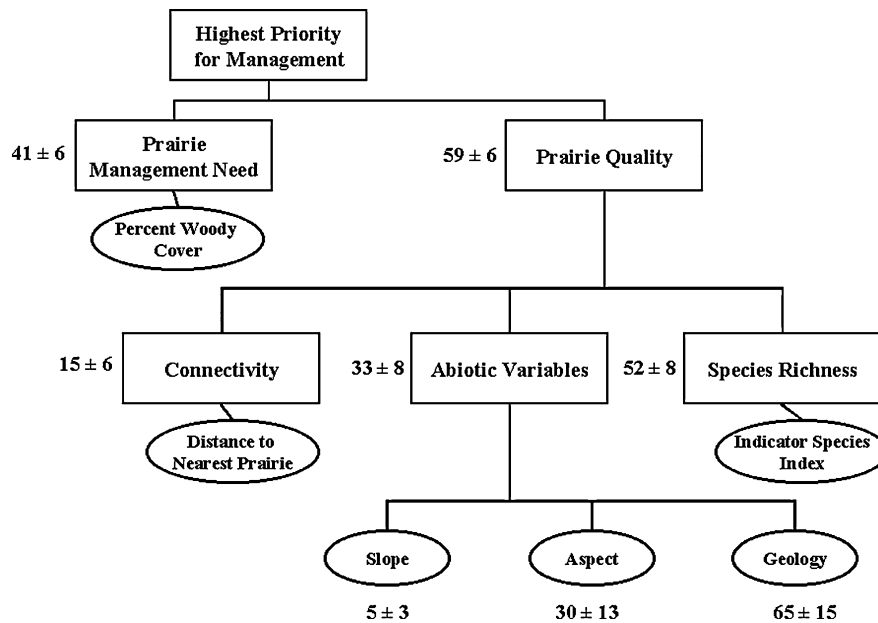 Highest Priority
for Management
41 ± 6
Prairie
Management Need
59 ± 6
Prairie Quality
Percent Woody
Cover
15 ± 6
Connectivity
33 ± 8
Abiotic Variables
52 ± 8
Species Richness
Distance to
Nearest Prairie
Indicator Species
Index
Slope
Aspect
Geology
5 ± 3
30 ± 13
65 ± 15